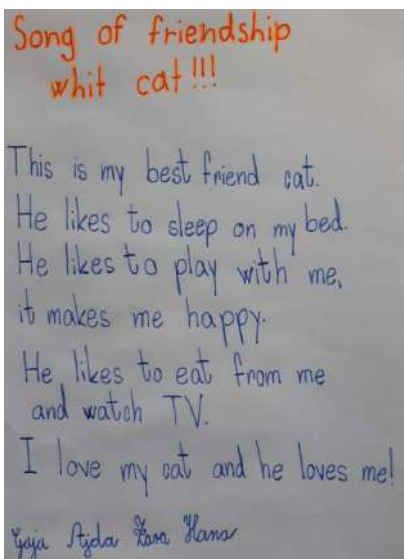 Song of friendship
whit cat!!!
This is my best friend cat.
He likes to sleep on my bed.
He likes to play with me,
it makes me happy.
He likes to eat from me
and watch TV.
I love my cat and he loves me!
Gaja Ajda Zara Hana